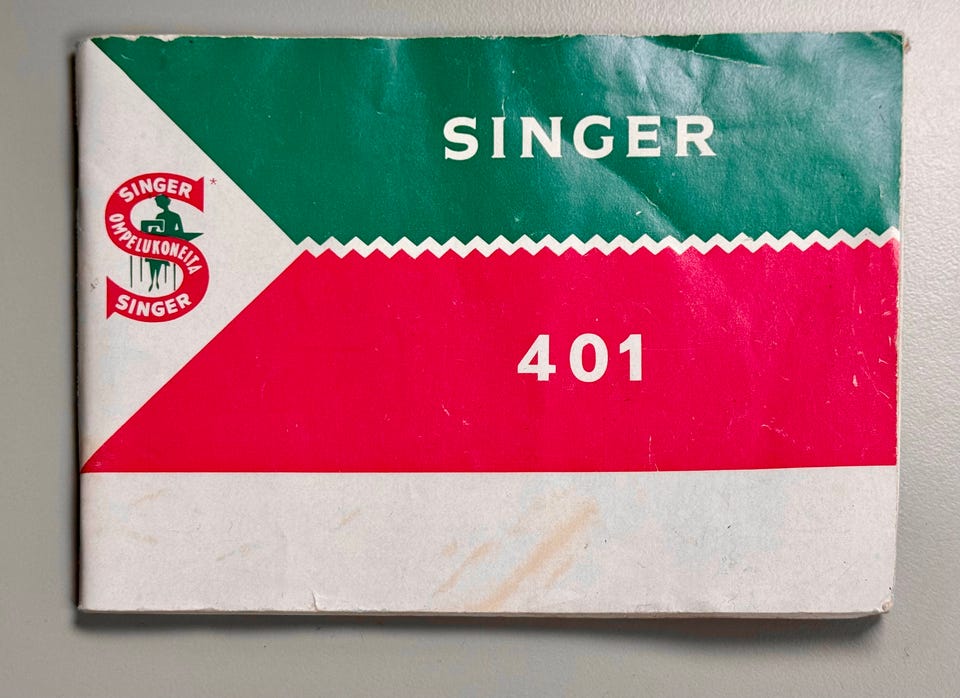 SINGER
SINGER *
OMPELUKONEITA
SINGER
401